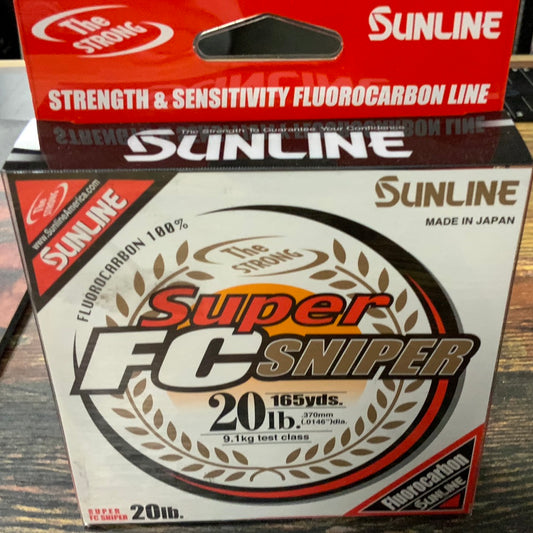 The STRONG
SUNLINE
STRENGTH & SENSITIVITY FLUOROCARBON LINE
The Strength To Guarantee Your Confidence
SUNLINE
The STRONG
www.SunlineAmerica.com
SUNLINE
SUNLINE
MADE IN JAPAN
FLUOROCARBON 100%
The STRONG
Super
FC SNIPER
20lb.
165yds.
.370mm
(.0146")dia.
9.1kg test class
Fluorocarbon
SUNLINE
SUPER
FC SNIPER 20lb.